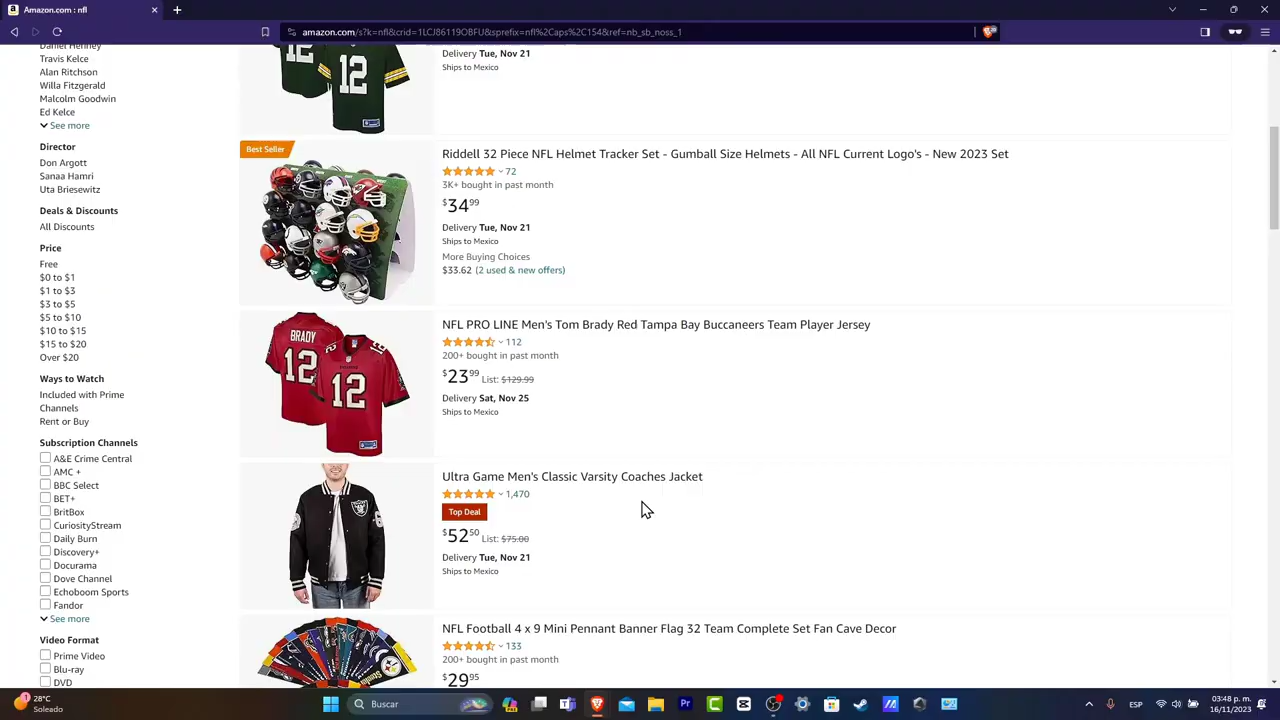 Amazon.com : nfl
amazon.com/s?k=nfl&crid=1LCJ86119OBFU&sprefix=nfl%2Caps%2C154&ref=nb_sb_noss_1
Daniel Henney
Travis Kelce
Alan Ritchson
Willa Fitzgerald
Malcolm Goodwin
Ed Kelce
See more
Director
Don Argott
Sanaa Hamri
Uta Briesewitz
Deals & Discounts
All Discounts
Price
Free
$0 to $1
$1 to $3
$3 to $5
$5 to $10
$10 to $15
$15 to $20
Over $20
Ways to Watch
Included with Prime
Channels
Rent or Buy
Subscription Channels
A&E Crime Central
AMC +
BBC Select
BET+
BritBox
CuriosityStream
Daily Burn
Discovery+
Docurama
Dove Channel
Echoboom Sports
Fandor
See more
Video Format
Prime Video
Blu-ray
DVD
12
12
Delivery Tue, Nov 21
Ships to Mexico
Best Seller
Riddell 32 Piece NFL Helmet Tracker Set - Gumball Size Helmets - All NFL Current Logo's - New 2023 Set
72
3K+ bought in past month
$34 99
Delivery Tue, Nov 21
Ships to Mexico
More Buying Choices
$33.62 (2 used & new offers)
BRADY
12
12
NFL PRO LINE Men's Tom Brady Red Tampa Bay Buccaneers Team Player Jersey
112
200+ bought in past month
$23 99 List: $129.99
Delivery Sat, Nov 25
Ships to Mexico
Ultra Game Men's Classic Varsity Coaches Jacket
1,470
Top Deal
$52 50 List: $75.00
Delivery Tue, Nov 21
Ships to Mexico
NFL Football 4 x 9 Mini Pennant Banner Flag 32 Team Complete Set Fan Cave Decor
133
200+ bought in past month
$29 95
28°C
Soleado
Buscar
ESP
03:48 p. m.
16/11/2023